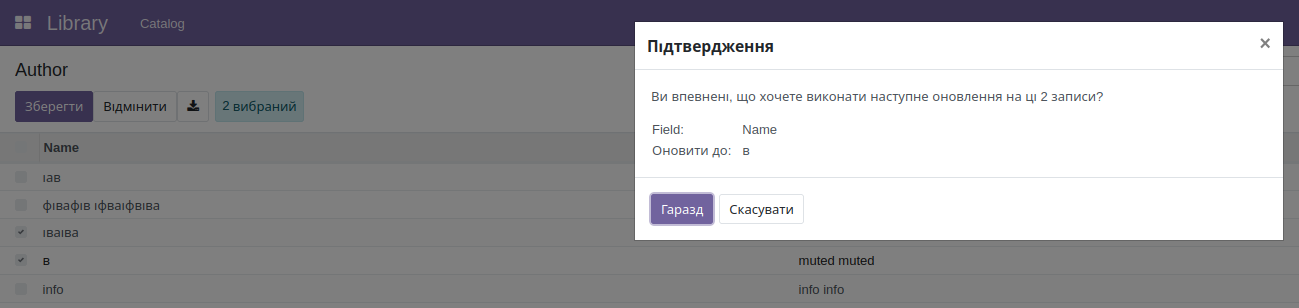 Library Catalog
Підтвердження ×
Author
Зберегти Відмінити 2 вибраний
Ви впевнені, що хочете виконати наступне оновлення на ці 2 записи?
Field: Name
Оновити до: в
Name
іав
фівафів іфваіфвіва
Гаразд Скасувати
іваіва
в muted muted
info info info